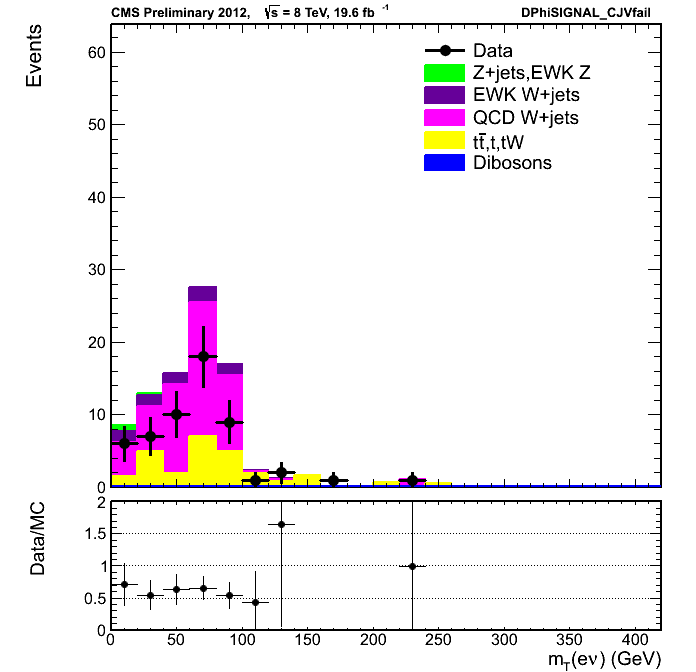 CMS Preliminary 2012, √s = 8 TeV, 19.6 fb⁻¹ DPhiSIGNAL_CJVfail
Events
60
50
40
30
20
10
0
Data
Z+jets,EWK Z
EWK W+jets
QCD W+jets
tt̄,t,tW
Dibosons
Data/MC
2
1.5
1
0.5
0
0 50 100 150 200 250 300 350 400
m_T(eν) (GeV)